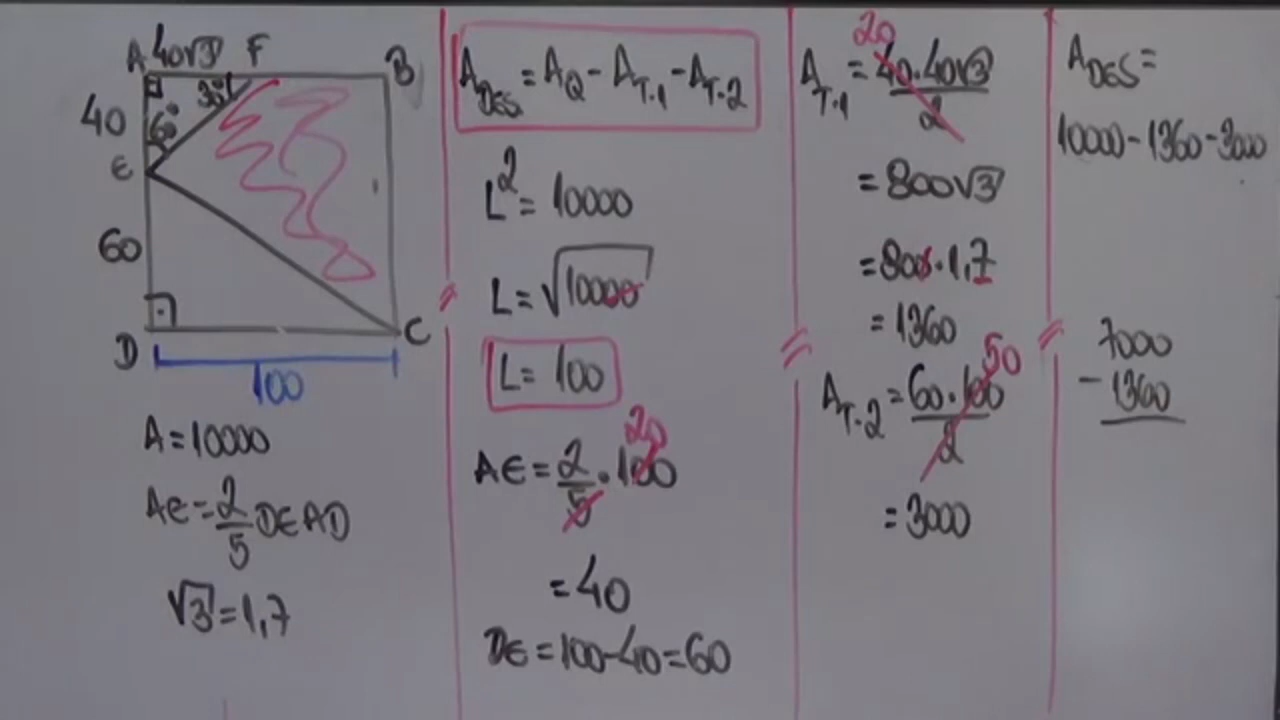 A 40√3 F B
40 60° 30°
E
60
D C
100
A = 10000
AE = 2/5 DE AD
√3 = 1,7
A_DES = A_Q - A_T-1 - A_T-2
L² = 10000
L = √10000
L = 100
20
AE = 2/5 . 100
= 40
DE = 100 - 40 = 60
20
A_T-1 = 40.40√3/2
= 800√3
= 800.1,7
= 1360
50
A_T-2 = 60.100/2
= 3000
A_DES =
10000 - 1360 - 3000
7000
- 1360